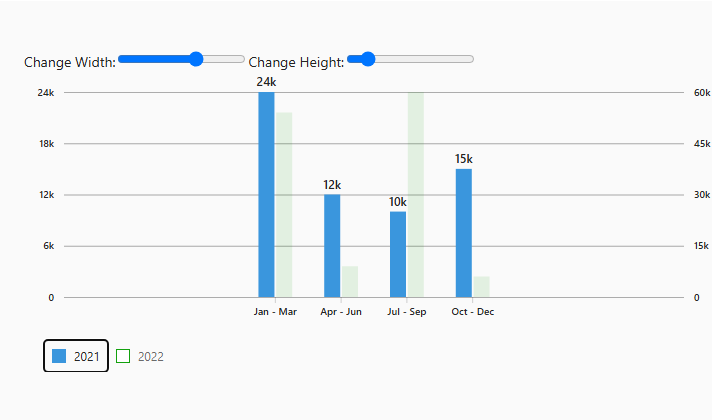 Change Width: Change Height:
24k
24k 60k
18k 45k
15k
12k
12k 30k
10k
6k 15k
0 0
Jan - Mar Apr - Jun Jul - Sep Oct - Dec
2021 2022